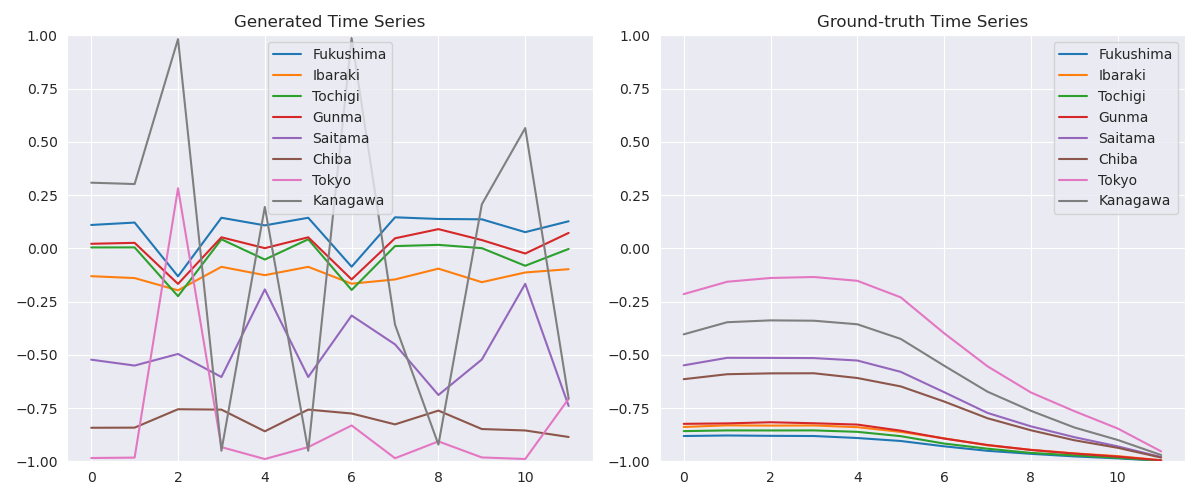 Generated Time Series
1.00
0.75
0.50
0.25
0.00
−0.25
−0.50
−0.75
−1.00
0 2 4 6 8 10
Fukushima
Ibaraki
Tochigi
Gunma
Saitama
Chiba
Tokyo
Kanagawa
Ground-truth Time Series
1.00
0.75
0.50
0.25
0.00
−0.25
−0.50
−0.75
−1.00
0 2 4 6 8 10
Fukushima
Ibaraki
Tochigi
Gunma
Saitama
Chiba
Tokyo
Kanagawa